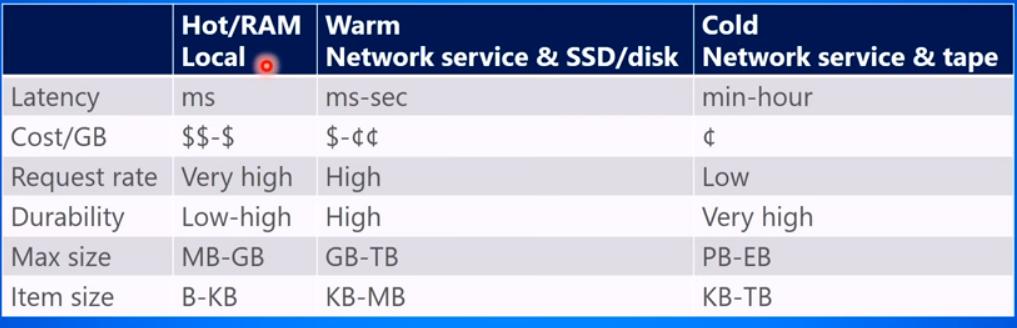 Hot/RAM Warm Cold
Local Network service & SSD/disk Network service & tape
Latency ms ms-sec min-hour
Cost/GB $$-$ $-¢¢ ¢
Request rate Very high High Low
Durability Low-high High Very high
Max size MB-GB GB-TB PB-EB
Item size B-KB KB-MB KB-TB